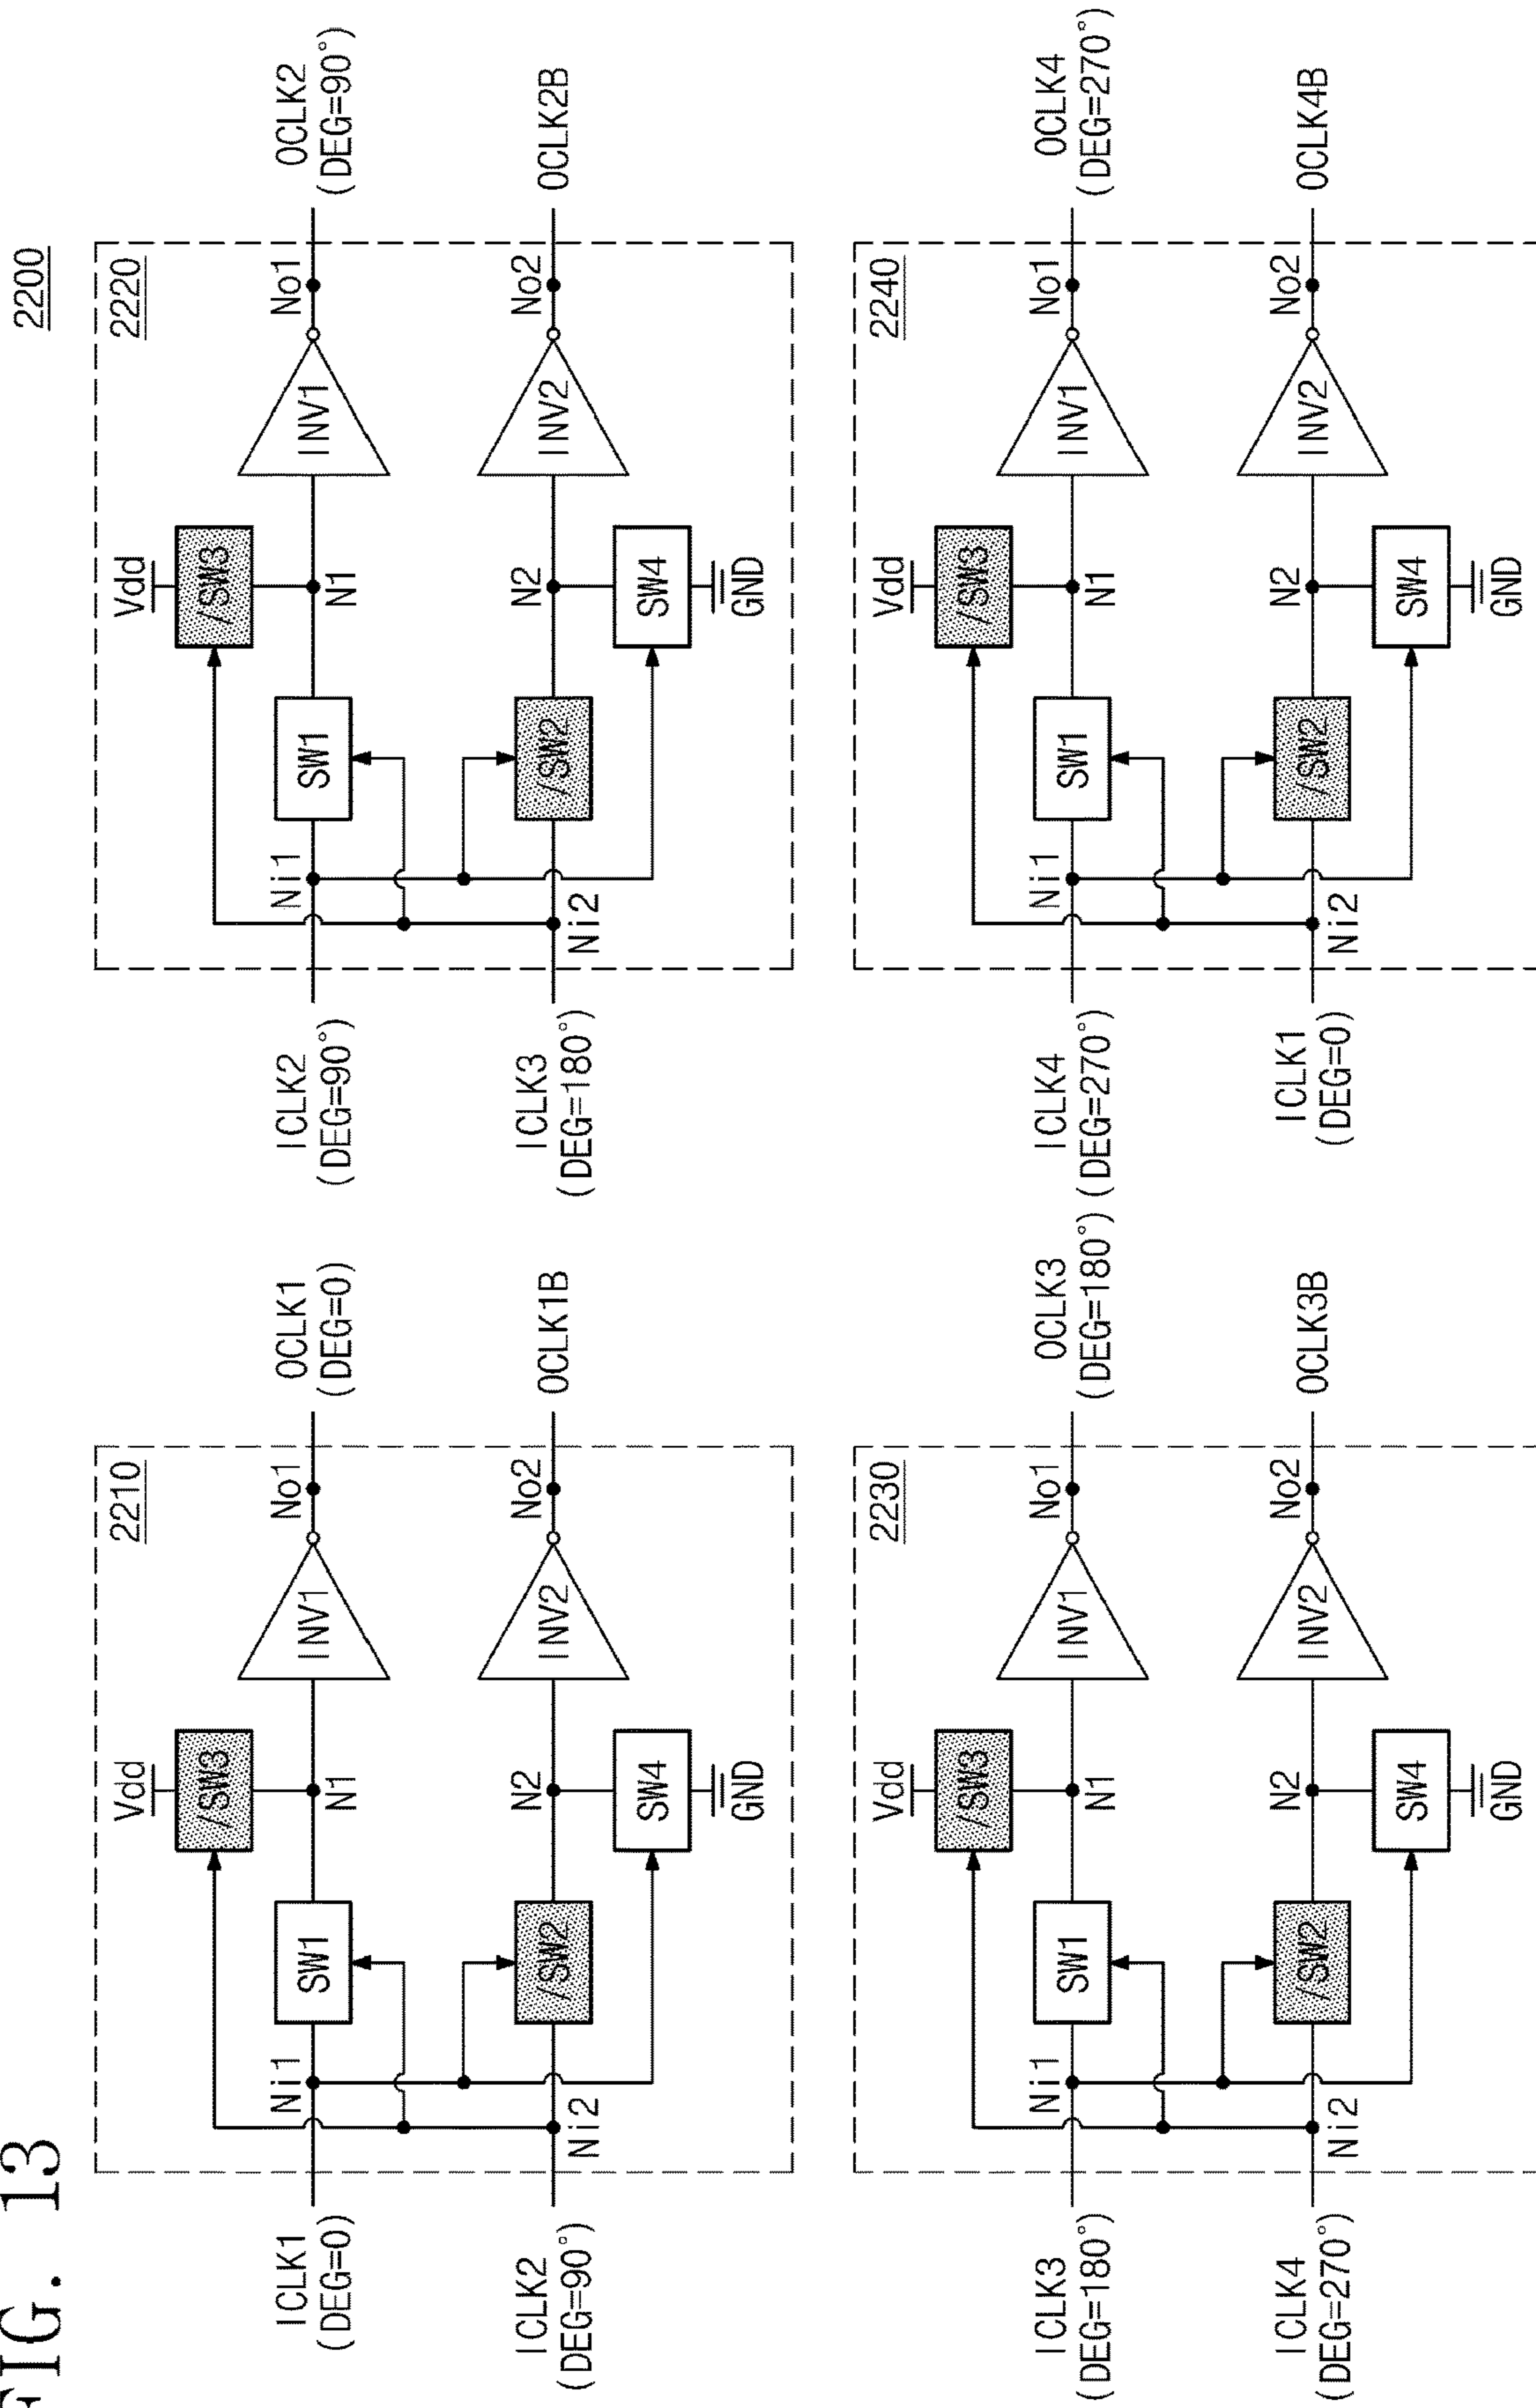 FIG. 13
2200
2210
ICLK1
(DEG=0)
Ni1
SW1
Vdd
/SW3
N1
INV1
No1
OCLK1
(DEG=0)
ICLK2
(DEG=90°)
Ni2
/SW2
N2
SW4
GND
INV2
No2
OCLK1B
2220
ICLK2
(DEG=90°)
Ni1
SW1
Vdd
/SW3
N1
INV1
No1
OCLK2
(DEG=90°)
ICLK3
(DEG=180°)
Ni2
/SW2
N2
SW4
GND
INV2
No2
OCLK2B
2230
ICLK3
(DEG=180°)
Ni1
SW1
Vdd
/SW3
N1
INV1
No1
OCLK3
(DEG=180°)
ICLK4
(DEG=270°)
Ni2
/SW2
N2
SW4
GND
INV2
No2
OCLK3B
2240
ICLK4
(DEG=270°)
Ni1
SW1
Vdd
/SW3
N1
INV1
No1
OCLK4
(DEG=270°)
ICLK1
(DEG=0)
Ni2
/SW2
N2
SW4
GND
INV2
No2
OCLK4B